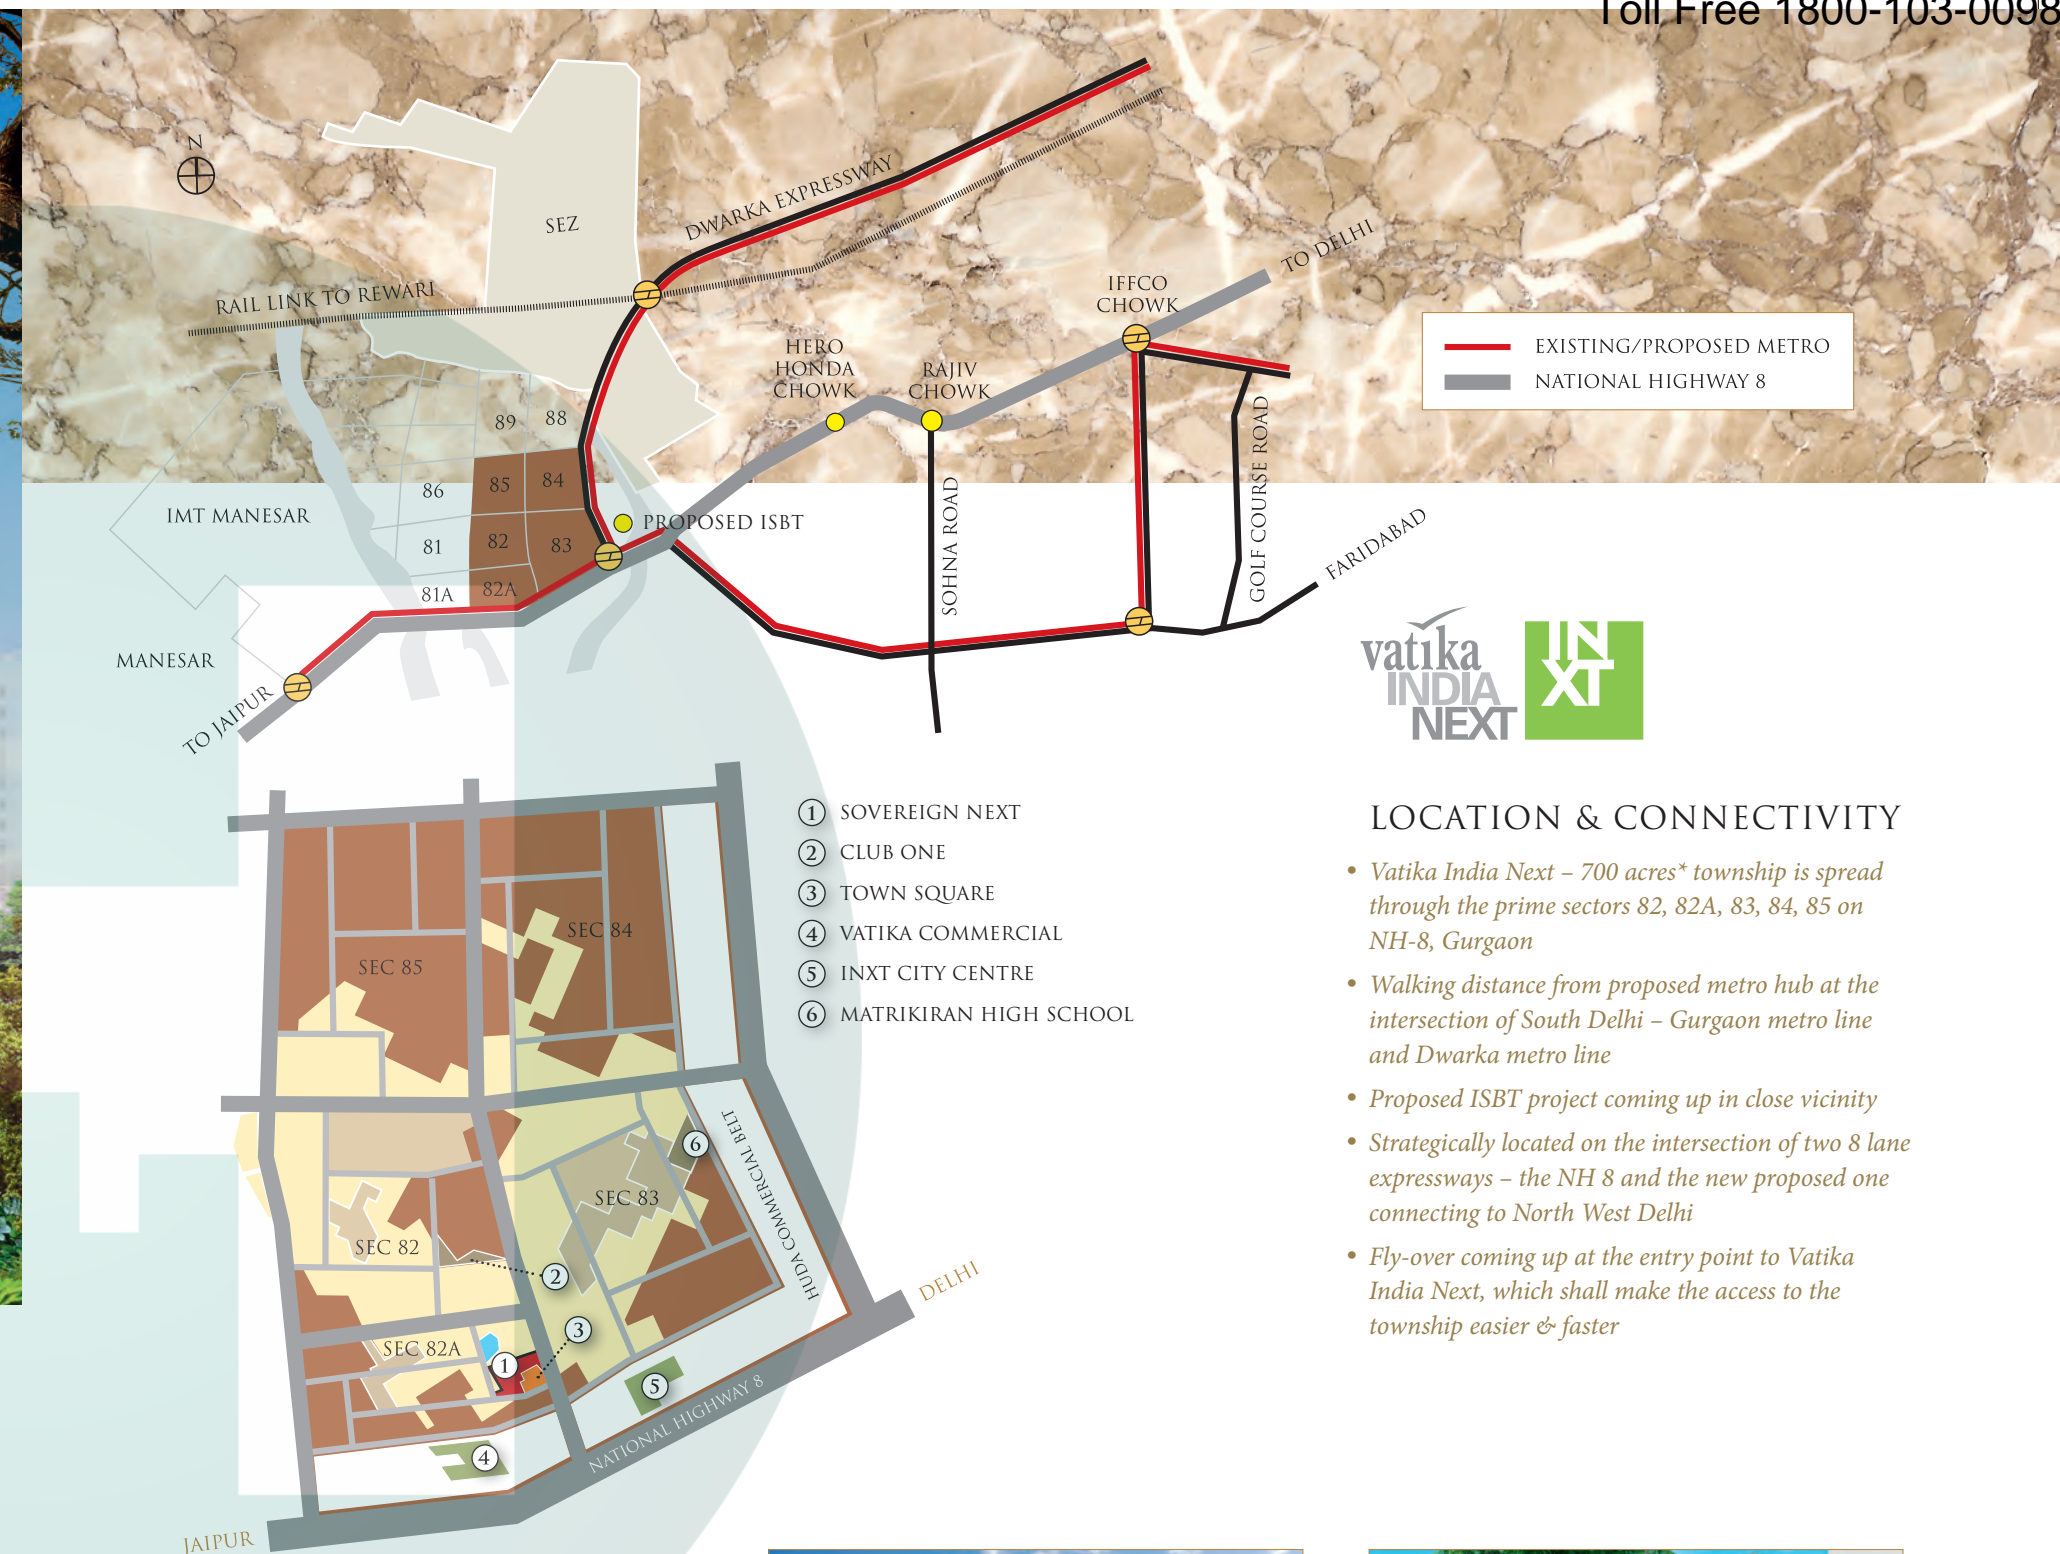 Toll Free 1800-103-0098
N
SEZ
DWARKA EXPRESSWAY
TO DELHI
RAIL LINK TO REWARI
IFFCO
CHOWK
HERO
HONDA
CHOWK
RAJIV
CHOWK
EXISTING/PROPOSED METRO
NATIONAL HIGHWAY 8
89
88
86
85
84
IMT MANESAR
PROPOSED ISBT
81
82
83
81A
82A
SOHNA ROAD
GOLF COURSE ROAD
FARIDABAD
MANESAR
TO JAIPUR
vatika
INDIA
NEXT
IN
XT
1 SOVEREIGN NEXT
2 CLUB ONE
3 TOWN SQUARE
4 VATIKA COMMERCIAL
5 INXT CITY CENTRE
6 MATRIKIRAN HIGH SCHOOL
SEC 84
SEC 85
6
HUDA COMMERCIAL BELT
SEC 83
SEC 82
2
DELHI
3
SEC 82A
1
5
NATIONAL HIGHWAY 8
4
JAIPUR
LOCATION & CONNECTIVITY
• Vatika India Next – 700 acres* township is spread
through the prime sectors 82, 82A, 83, 84, 85 on
NH-8, Gurgaon
• Walking distance from proposed metro hub at the
intersection of South Delhi – Gurgaon metro line
and Dwarka metro line
• Proposed ISBT project coming up in close vicinity
• Strategically located on the intersection of two 8 lane
expressways – the NH 8 and the new proposed one
connecting to North West Delhi
• Fly-over coming up at the entry point to Vatika
India Next, which shall make the access to the
township easier & faster